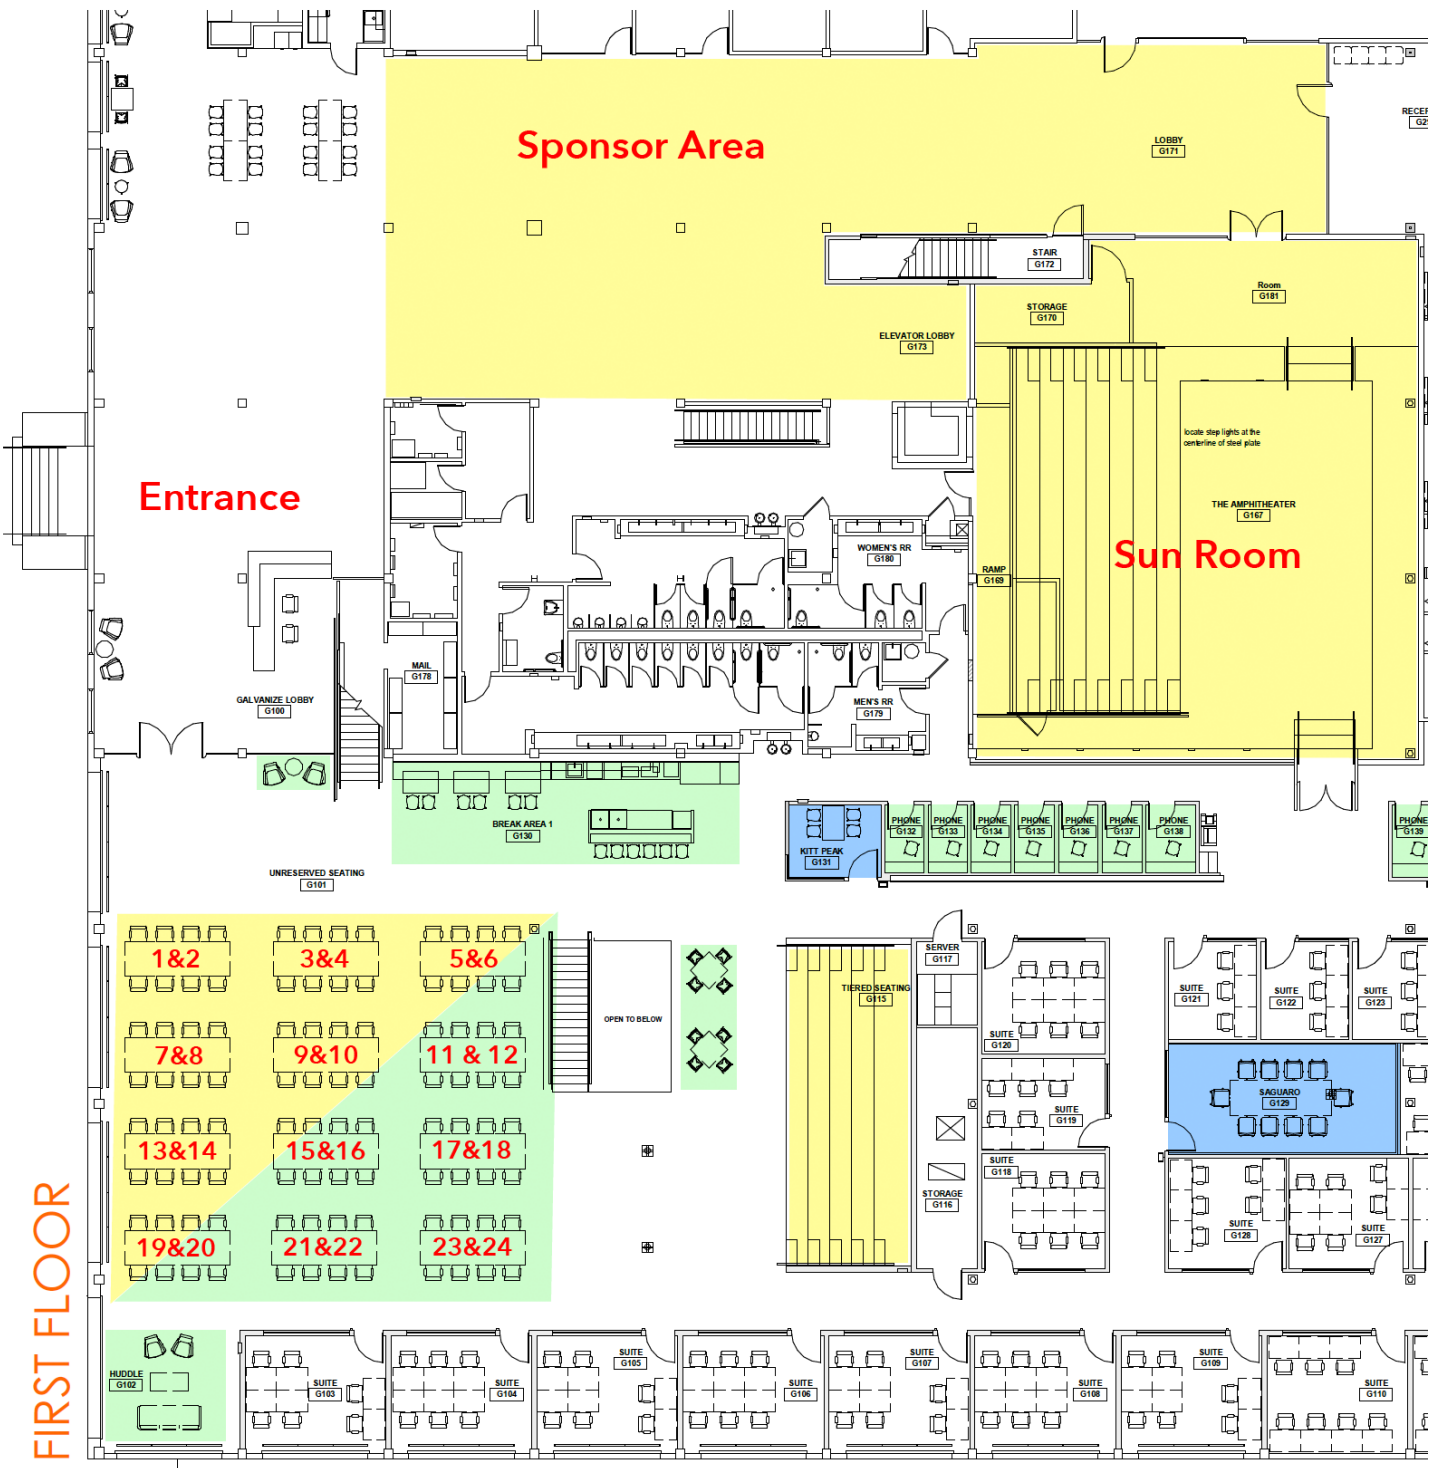 Sponsor Area
LOBBY
G171
STAIR
G172
Room
G181
STORAGE
G170
ELEVATOR LOBBY
G173
locate step lights at the
centerline of steel plate
Entrance
THE AMPHITHEATER
G167
Sun Room
WOMEN'S RR
G180
RAMP
G169
MAIL
G178
GALVANIZE LOBBY
G100
MEN'S RR
G179
BREAK AREA 1
G130
KITT PEAK
G131
PHONE
G132
PHONE
G133
PHONE
G134
PHONE
G135
PHONE
G136
PHONE
G137
PHONE
G138
PHONE
G139
UNRESERVED SEATING
G101
1&2
3&4
5&6
7&8
9&10
11 & 12
13&14
15&16
17&18
19&20
21&22
23&24
OPEN TO BELOW
TIERED SEATING
G115
SERVER
G117
SUITE
G120
SUITE
G121
SUITE
G122
SUITE
G123
SUITE
G119
SAGUARO
G129
SUITE
G118
STORAGE
G116
SUITE
G128
SUITE
G127
FIRST FLOOR
HUDDLE
G102
SUITE
G103
SUITE
G104
SUITE
G105
SUITE
G106
SUITE
G107
SUITE
G108
SUITE
G109
SUITE
G110